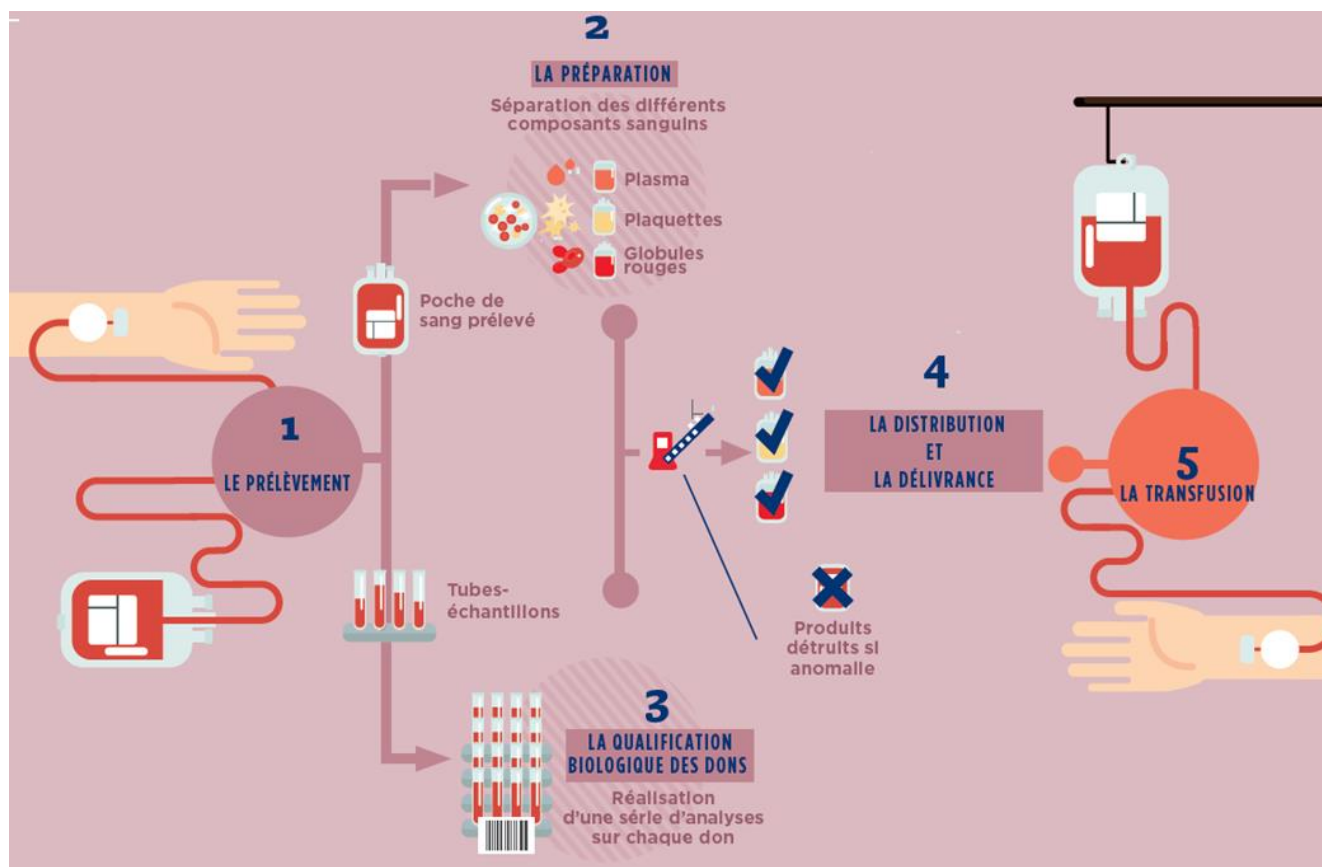 1
LE PRÉLÈVEMENT
Poche de
sang prélevé
Tubes-
échantillons
2
LA PRÉPARATION
Séparation des différents
composants sanguins
Plasma
Plaquettes
Globules
rouges
3
LA QUALIFICATION
BIOLOGIQUE DES DONS
Réalisation
d'une série d'analyses
sur chaque don
Produits
détruits si
anomalie
4
LA DISTRIBUTION
ET
LA DÉLIVRANCE
5
LA TRANSFUSION